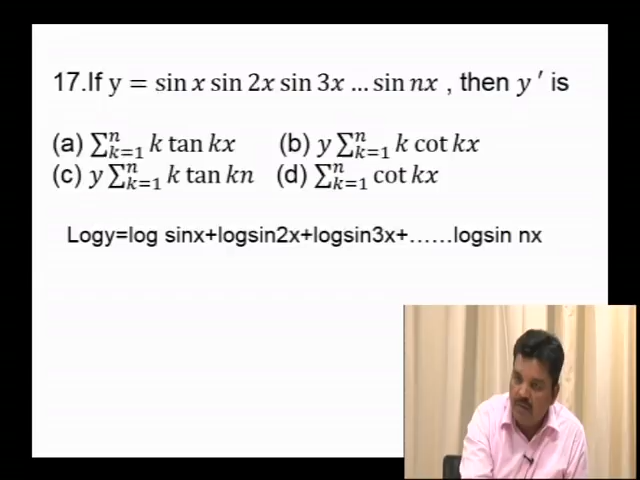 17.If y = sin x sin 2x sin 3x ... sin nx , then y ′ is
(a) ∑ₖ₌₁ⁿ k tan kx (b) y ∑ₖ₌₁ⁿ k cot kx
(c) y ∑ₖ₌₁ⁿ k tan kn (d) ∑ₖ₌₁ⁿ cot kx
Logy=log sinx+logsin2x+logsin3x+......logsin nx